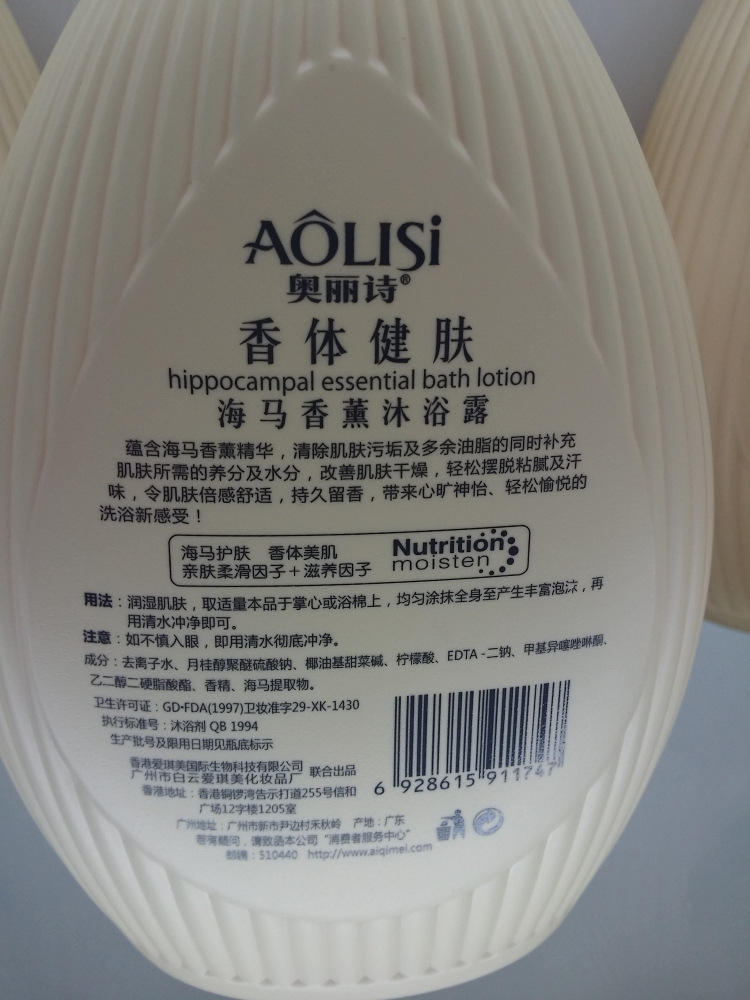 AÔLISi
奥丽诗®
香体健肤
hippocampal essential bath lotion
海马香薰沐浴露
蕴含海马香薰精华，清除肌肤污垢及多余油脂的同时补充
肌肤所需的养分及水分，改善肌肤干燥，轻松摆脱粘腻及汗
味，令肌肤倍感舒适，持久留香，带来心旷神怡、轻松愉悦的
洗浴新感受！
海马护肤 香体美肌
亲肤柔滑因子＋滋养因子
Nutrition
moisten
用法：润湿肌肤，取适量本品于掌心或浴棉上，均匀涂抹全身至产生丰富泡沫，再
用清水冲净即可。
注意：如不慎入眼，即用清水彻底冲净。
成分：去离子水、月桂醇聚醚硫酸钠、椰油基甜菜碱、柠檬酸、EDTA-二钠、甲基异噻唑啉酮、
乙二醇二硬脂酸酯、香精、海马提取物。
卫生许可证：GD·FDA(1997)卫妆准字29-XK-1430
执行标准号：沐浴剂 QB 1994
生产批号及限用日期见瓶底标示
香港爱琪美国际生物科技有限公司
广州市白云爱琪美化妆品厂 联合出品
香港地址：香港铜锣湾告示打道255号信和
广场12字楼1205室
广州地址：广州市新市尹边村禾秋岭 产地：广东
若有疑问，请致函本公司“消费者服务中心”
邮编：510440 http://www.aiqimei.com
6 928615 911747